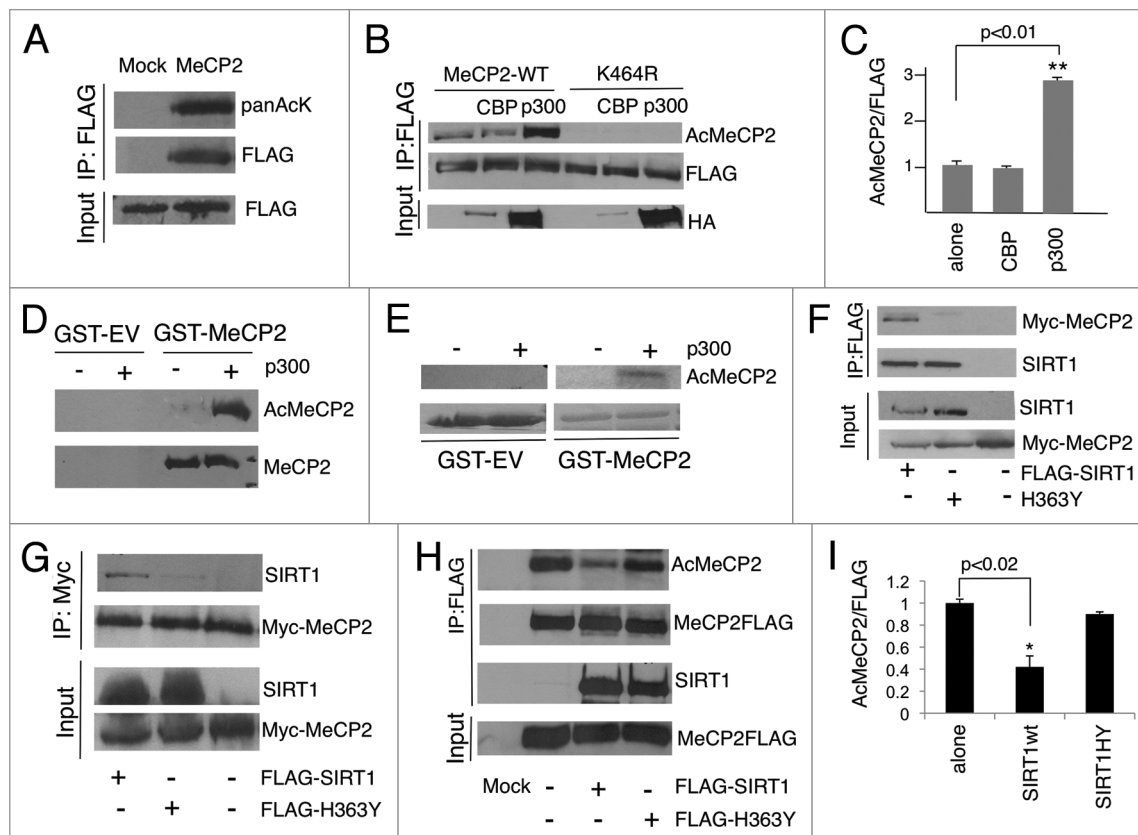 A
Mock MeCP2
IP: FLAG
panAcK
FLAG
Input
FLAG
B
MeCP2-WT K464R
CBP p300 CBP p300
IP:FLAG
AcMeCP2
FLAG
Input
HA
C
p<0.01
**
AcMeCP2/FLAG
3
2
1
alone
CBP
p300
D
GST-EV GST-MeCP2
- + - + p300
AcMeCP2
MeCP2
E
- + - + p300
AcMeCP2
GST-EV GST-MeCP2
F
IP:FLAG
Myc-MeCP2
SIRT1
Input
SIRT1
Myc-MeCP2
+ - - FLAG-SIRT1
- + - H363Y
G
IP: Myc
SIRT1
Myc-MeCP2
Input
SIRT1
Myc-MeCP2
+ - - FLAG-SIRT1
- + - FLAG-H363Y
H
IP:FLAG
AcMeCP2
MeCP2FLAG
SIRT1
Input
MeCP2FLAG
Mock - + - FLAG-SIRT1
- - + FLAG-H363Y
I
p<0.02
*
AcMeCP2/FLAG
1.2
1
0.8
0.6
0.4
0.2
0
alone
SIRT1wt
SIRT1HY